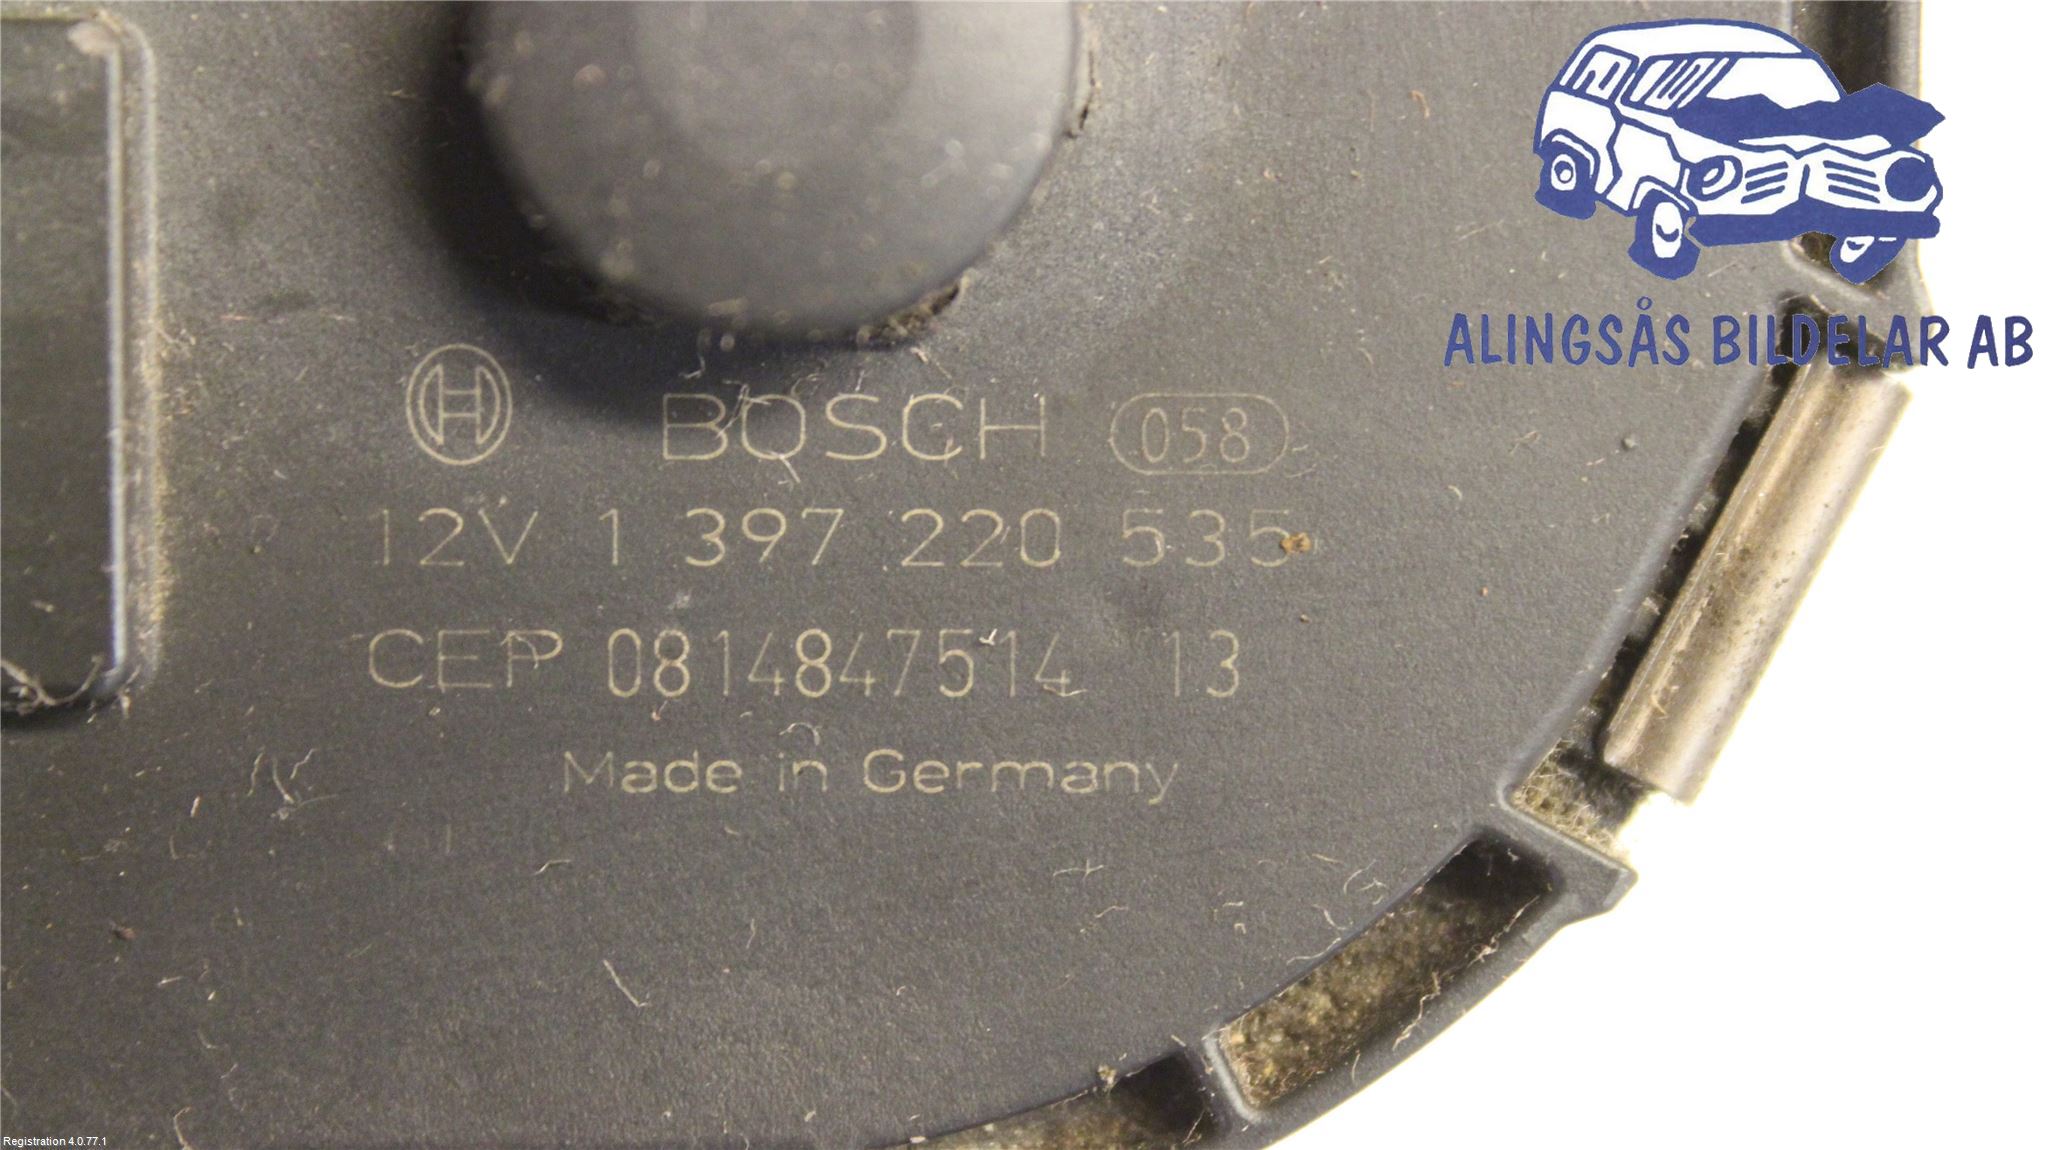 ALINGSÅS BILDELAR AB
BOSCH 058
12V 1 397 220 535
CEP 0814847514 13
Made in Germany
Registration 4.0.77.1